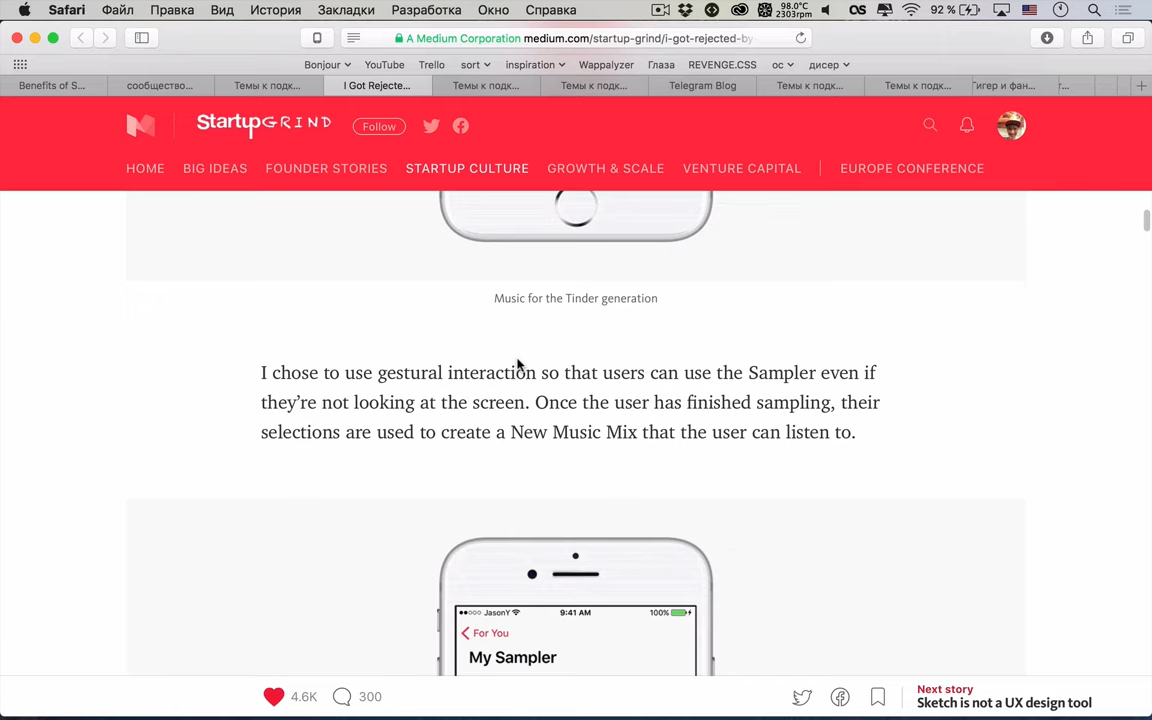 Safari Файл Правка Вид История Закладки Разработка Окно Справка 98.0°C 2303rpm OS 92 %
A Medium Corporation medium.com/startup-grind/i-got-rejected-by-
Bonjour YouTube Trello sort inspiration Wappalyzer Глаза REVENGE.CSS ос дисер
Benefits of S... сообщество... Темы к подк... I Got Rejecte... Темы к подк... Темы к подк... Telegram Blog Темы к подк... Темы к подк... Гигер и фан... т...
StartupGRIND Follow
HOME BIG IDEAS FOUNDER STORIES STARTUP CULTURE GROWTH & SCALE VENTURE CAPITAL EUROPE CONFERENCE
Music for the Tinder generation
I chose to use gestural interaction so that users can use the Sampler even if
they’re not looking at the screen. Once the user has finished sampling, their
selections are used to create a New Music Mix that the user can listen to.
JasonY 9:41 AM 100%
For You
My Sampler
4.6K 300
Next story
Sketch is not a UX design tool